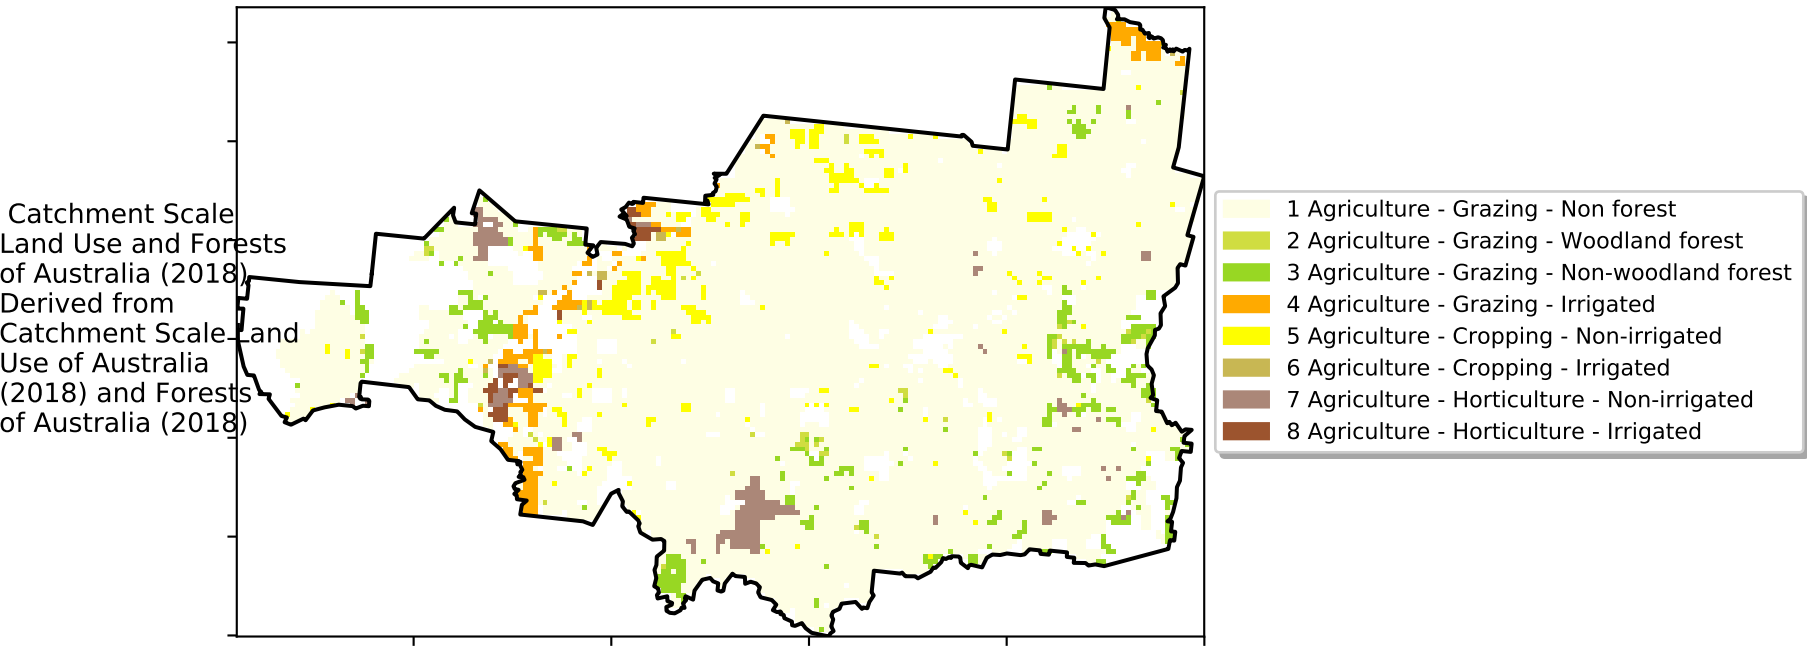 Catchment Scale
Land Use and Forests
of Australia (2018)
Derived from
Catchment Scale Land
Use of Australia
(2018) and Forests
of Australia (2018)
1 Agriculture - Grazing - Non forest
2 Agriculture - Grazing - Woodland forest
3 Agriculture - Grazing - Non-woodland forest
4 Agriculture - Grazing - Irrigated
5 Agriculture - Cropping - Non-irrigated
6 Agriculture - Cropping - Irrigated
7 Agriculture - Horticulture - Non-irrigated
8 Agriculture - Horticulture - Irrigated